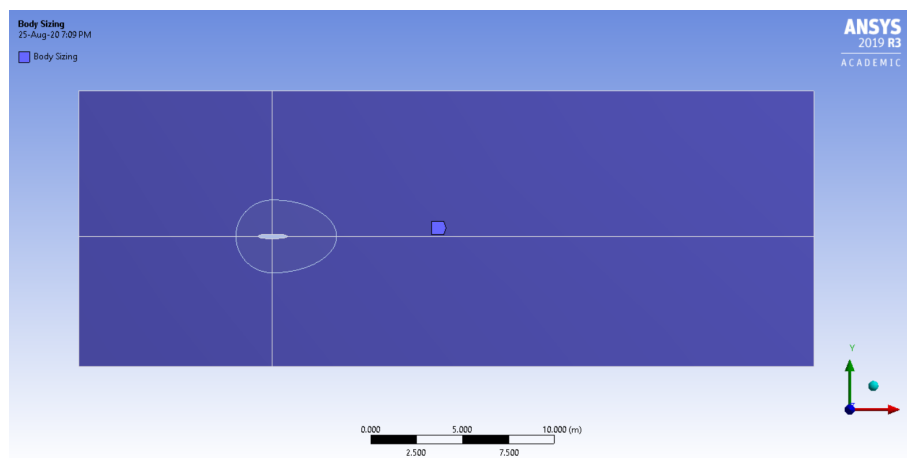 Body Sizing
25-Aug-20 7:09 PM
Body Sizing
ANSYS
2019 R3
ACADEMIC
Y
0.000 5.000 10.000 (m)
2.500 7.500